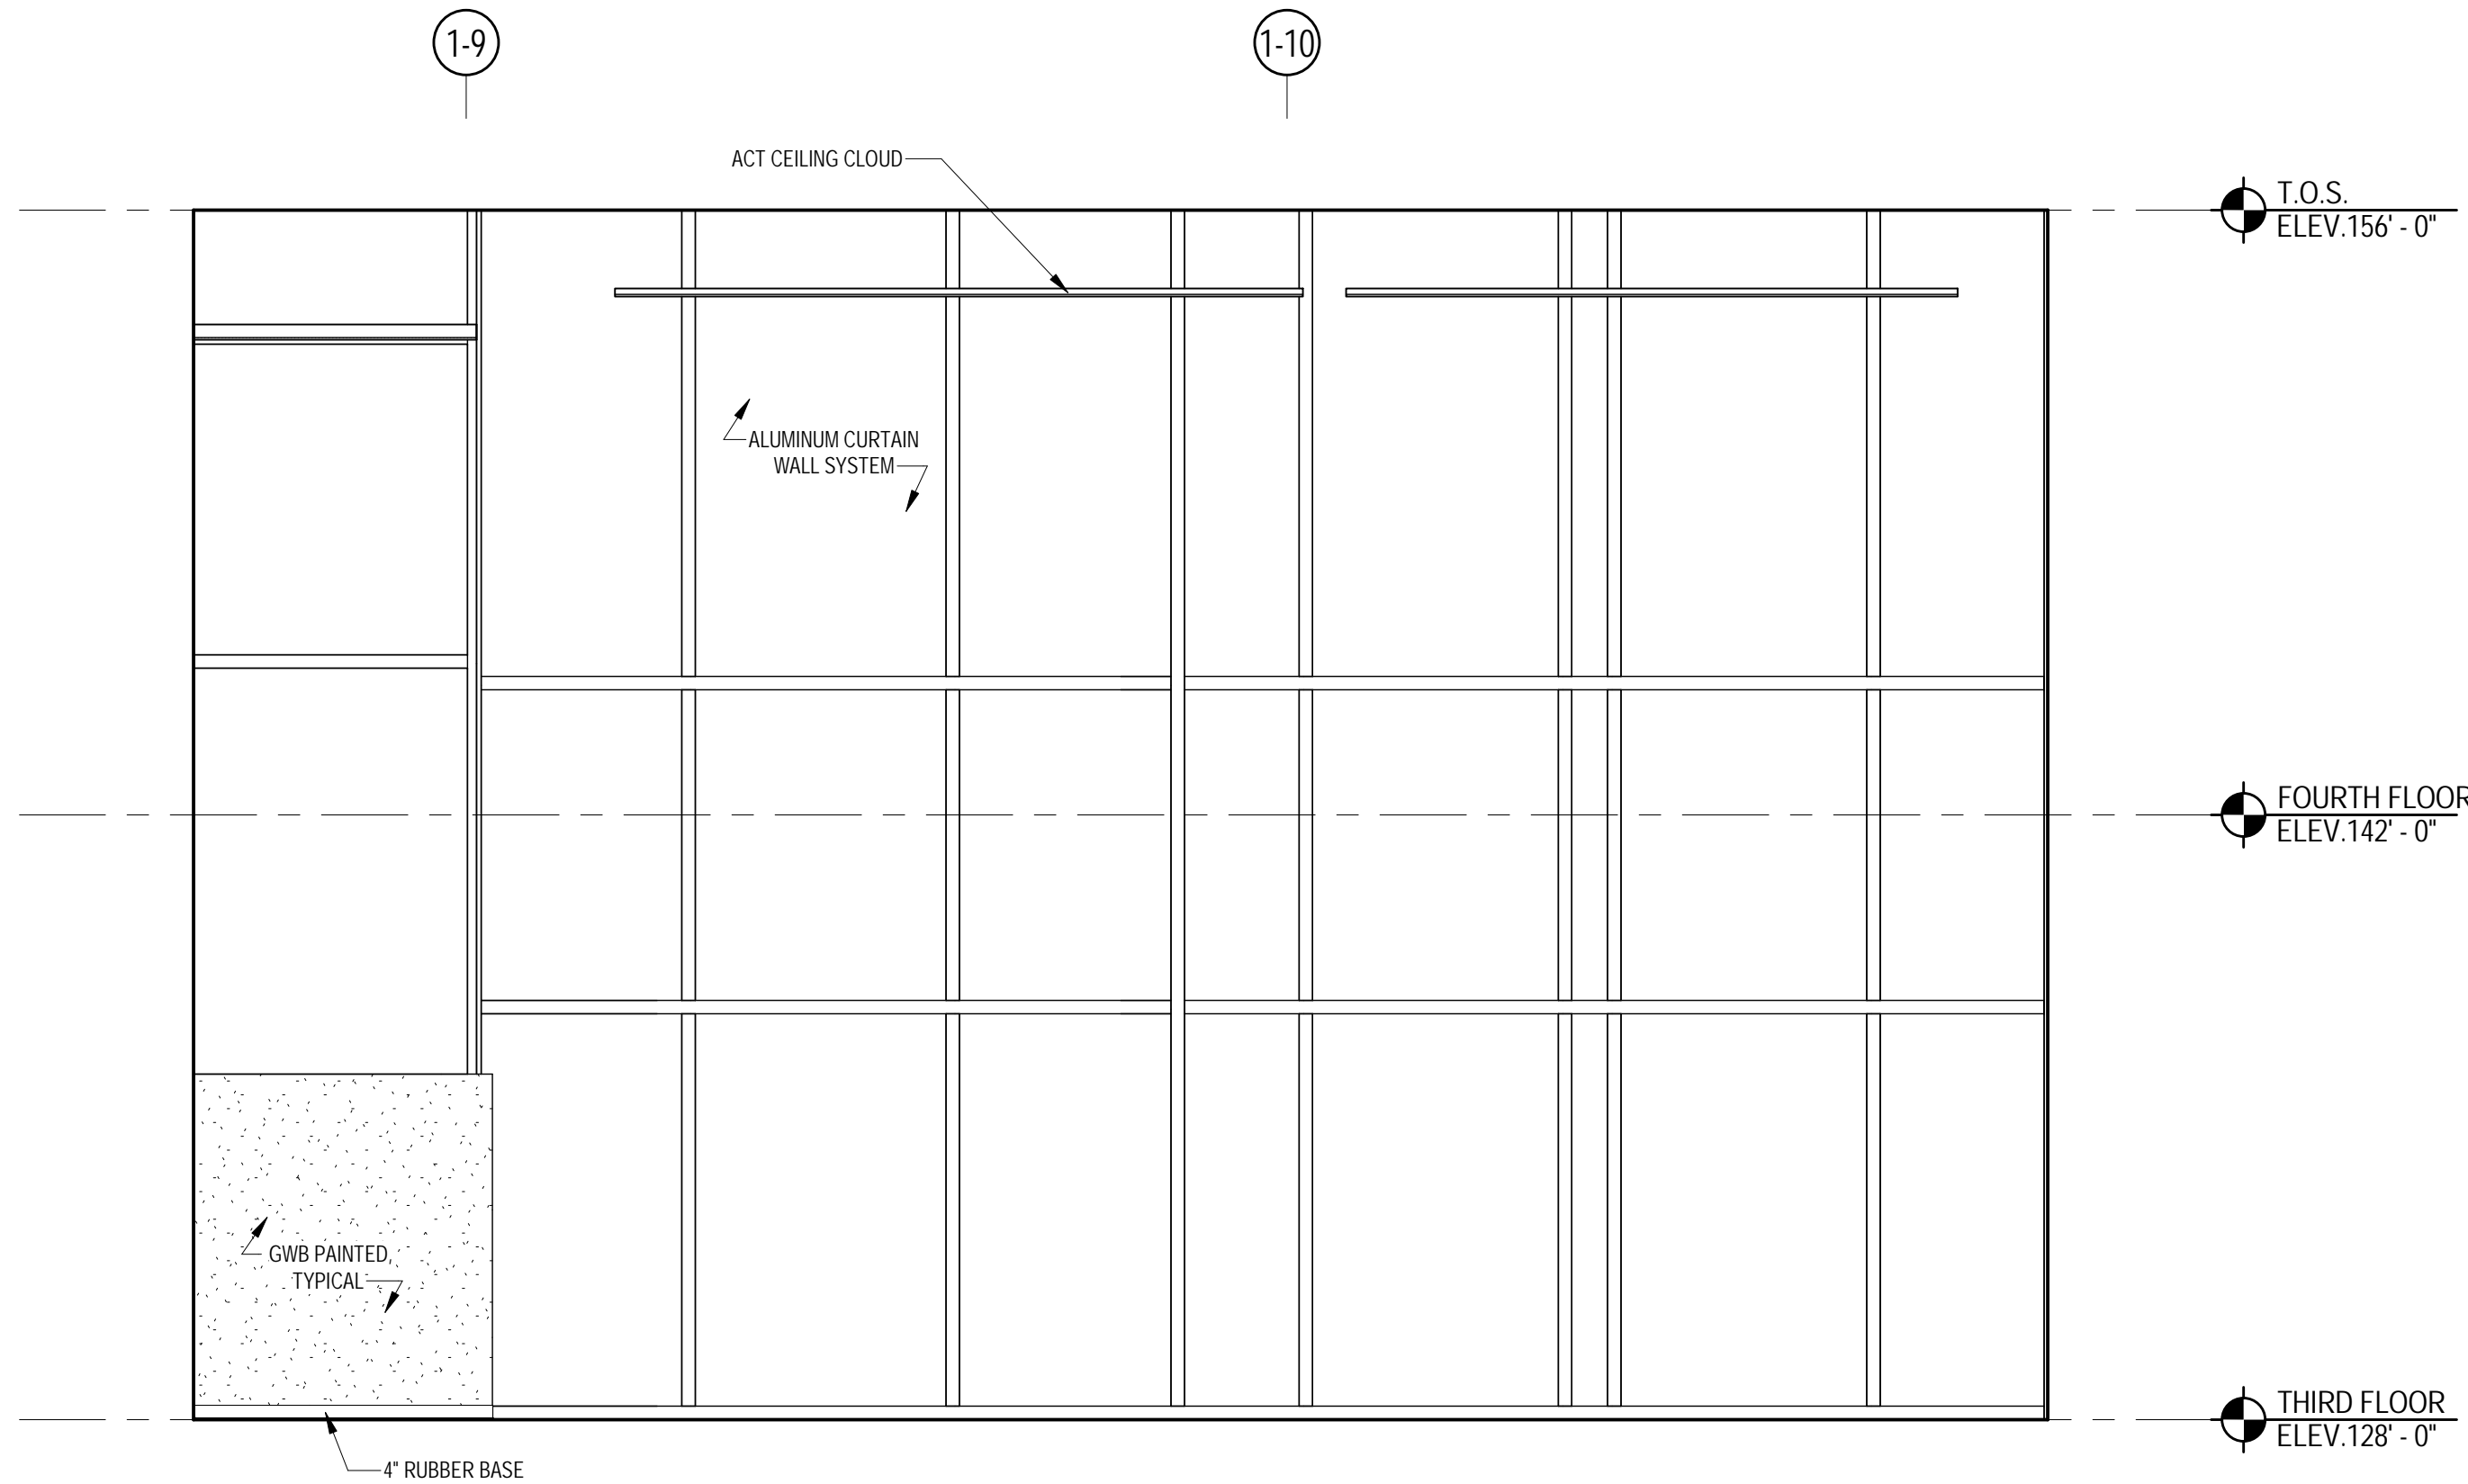 1-9
1-10
ACT CEILING CLOUD
T.O.S.
ELEV.156' - 0"
ALUMINUM CURTAIN
WALL SYSTEM
FOURTH FLOOR
ELEV.142' - 0"
GWB PAINTED,
TYPICAL
THIRD FLOOR
ELEV.128' - 0"
4" RUBBER BASE